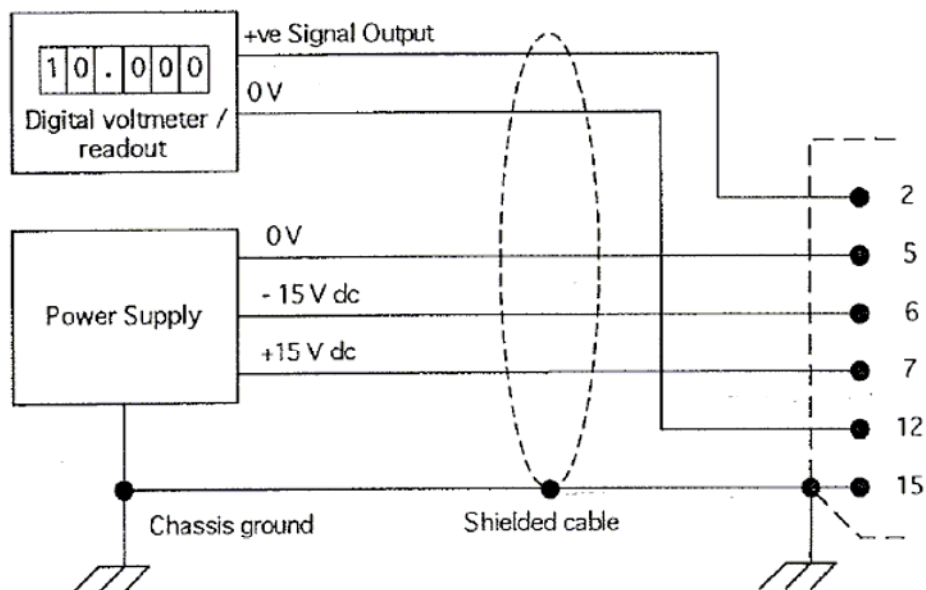 +ve Signal Output
10.000
0V
Digital voltmeter /
readout
2
0V
5
- 15 V dc
6
Power Supply
+15 V dc
7
12
15
Chassis ground
Shielded cable